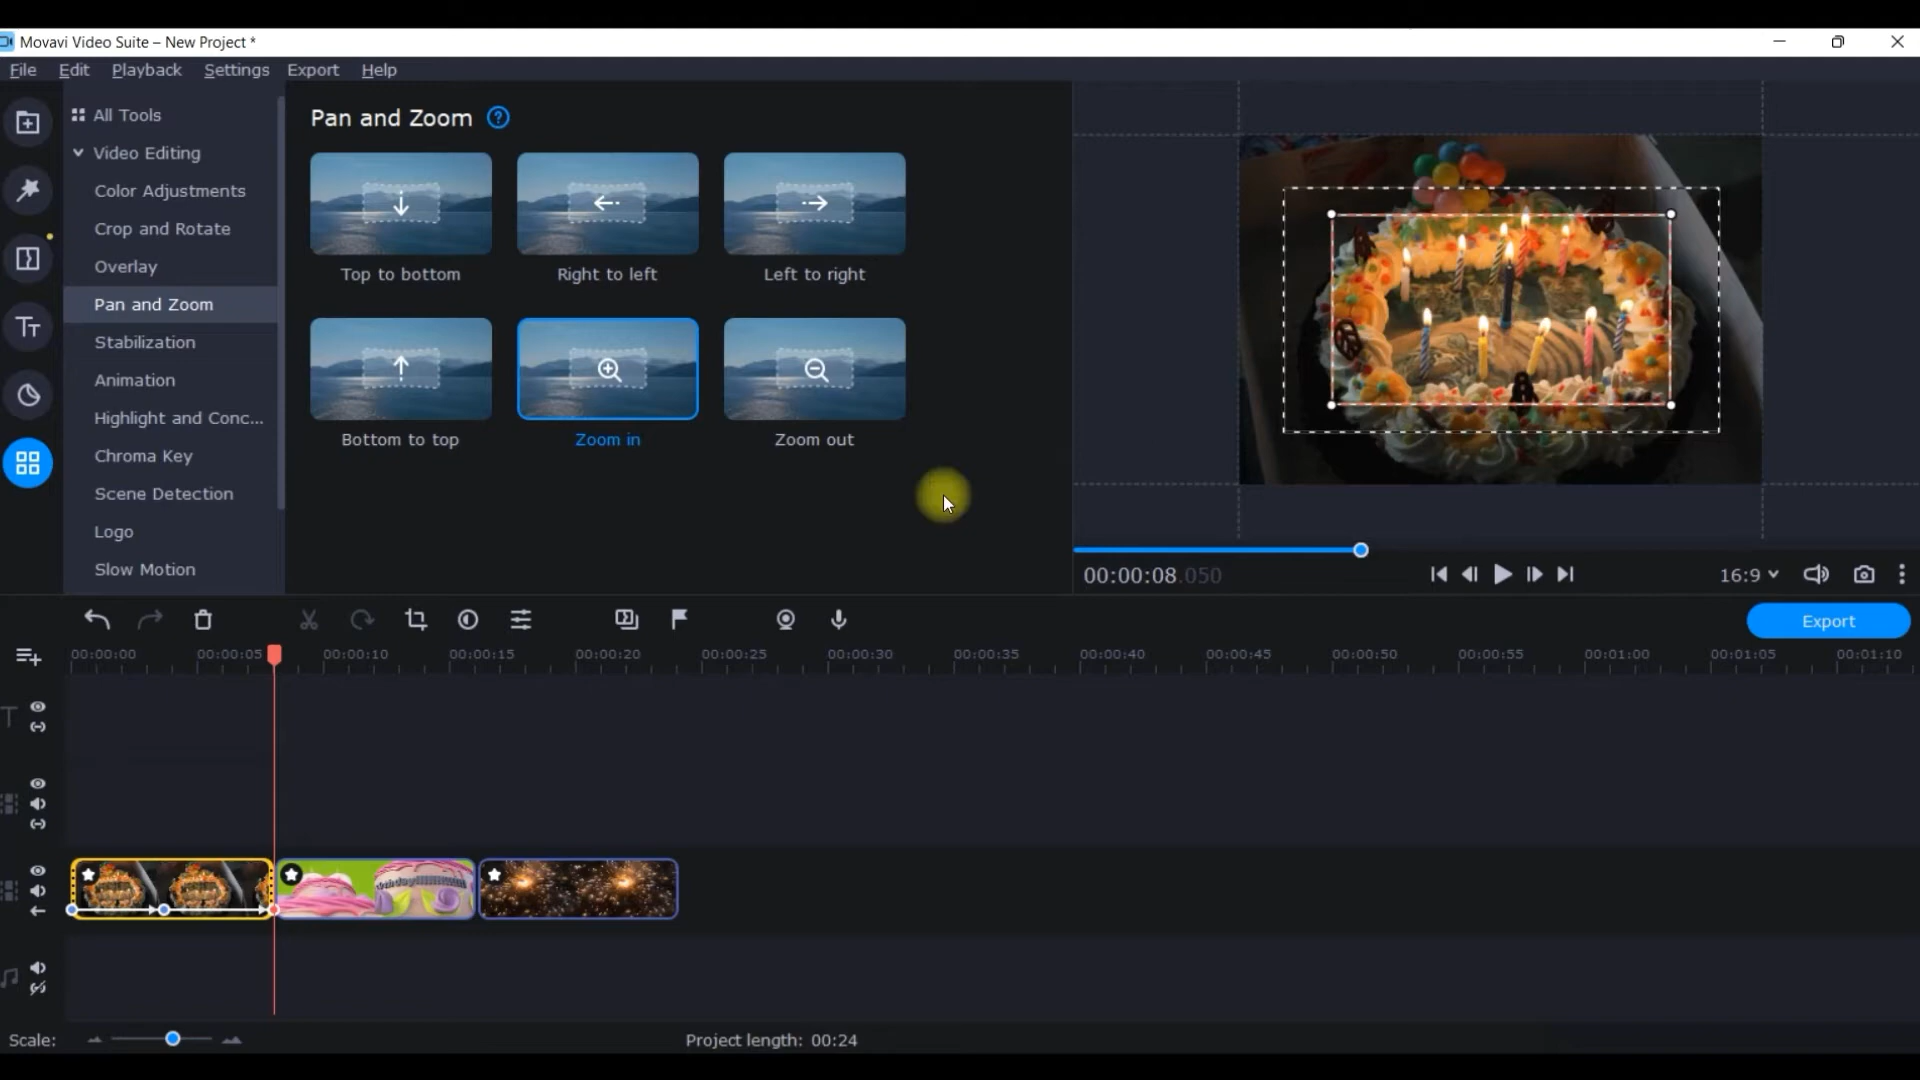 Movavi Video Suite – New Project *
File Edit Playback Settings Export Help
All Tools
Video Editing
Color Adjustments
Crop and Rotate
Overlay
Pan and Zoom
Stabilization
Animation
Highlight and Conc...
Chroma Key
Scene Detection
Logo
Slow Motion
Pan and Zoom ?
Top to bottom Right to left Left to right
Bottom to top Zoom in Zoom out
00:00:08.050
16:9
Export
00:00:00 00:00:05 00:00:10 00:00:15 00:00:20 00:00:25 00:00:30 00:00:35 00:00:40 00:00:45 00:00:50 00:00:55 00:01:00 00:01:05 00:01:10
Scale:
Project length: 00:24